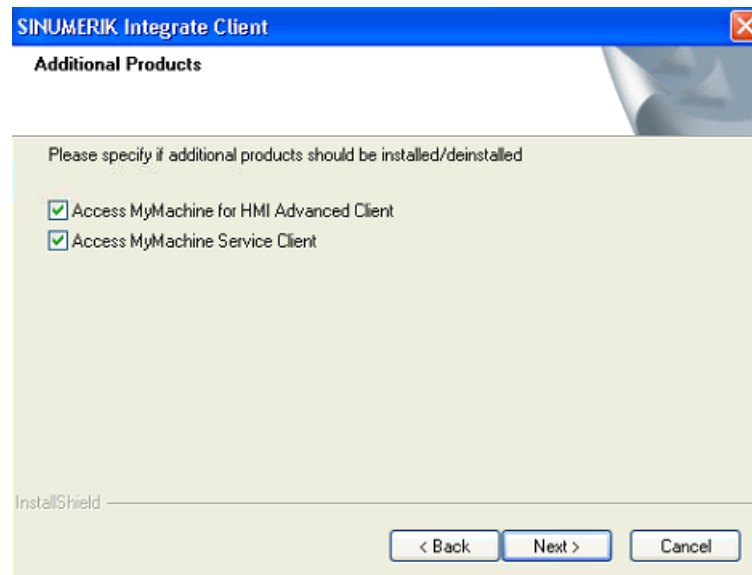 SINUMERIK Integrate Client
Additional Products
Please specify if additional products should be installed/deinstalled
Access MyMachine for HMI Advanced Client
Access MyMachine Service Client
InstallShield
< Back Next > Cancel